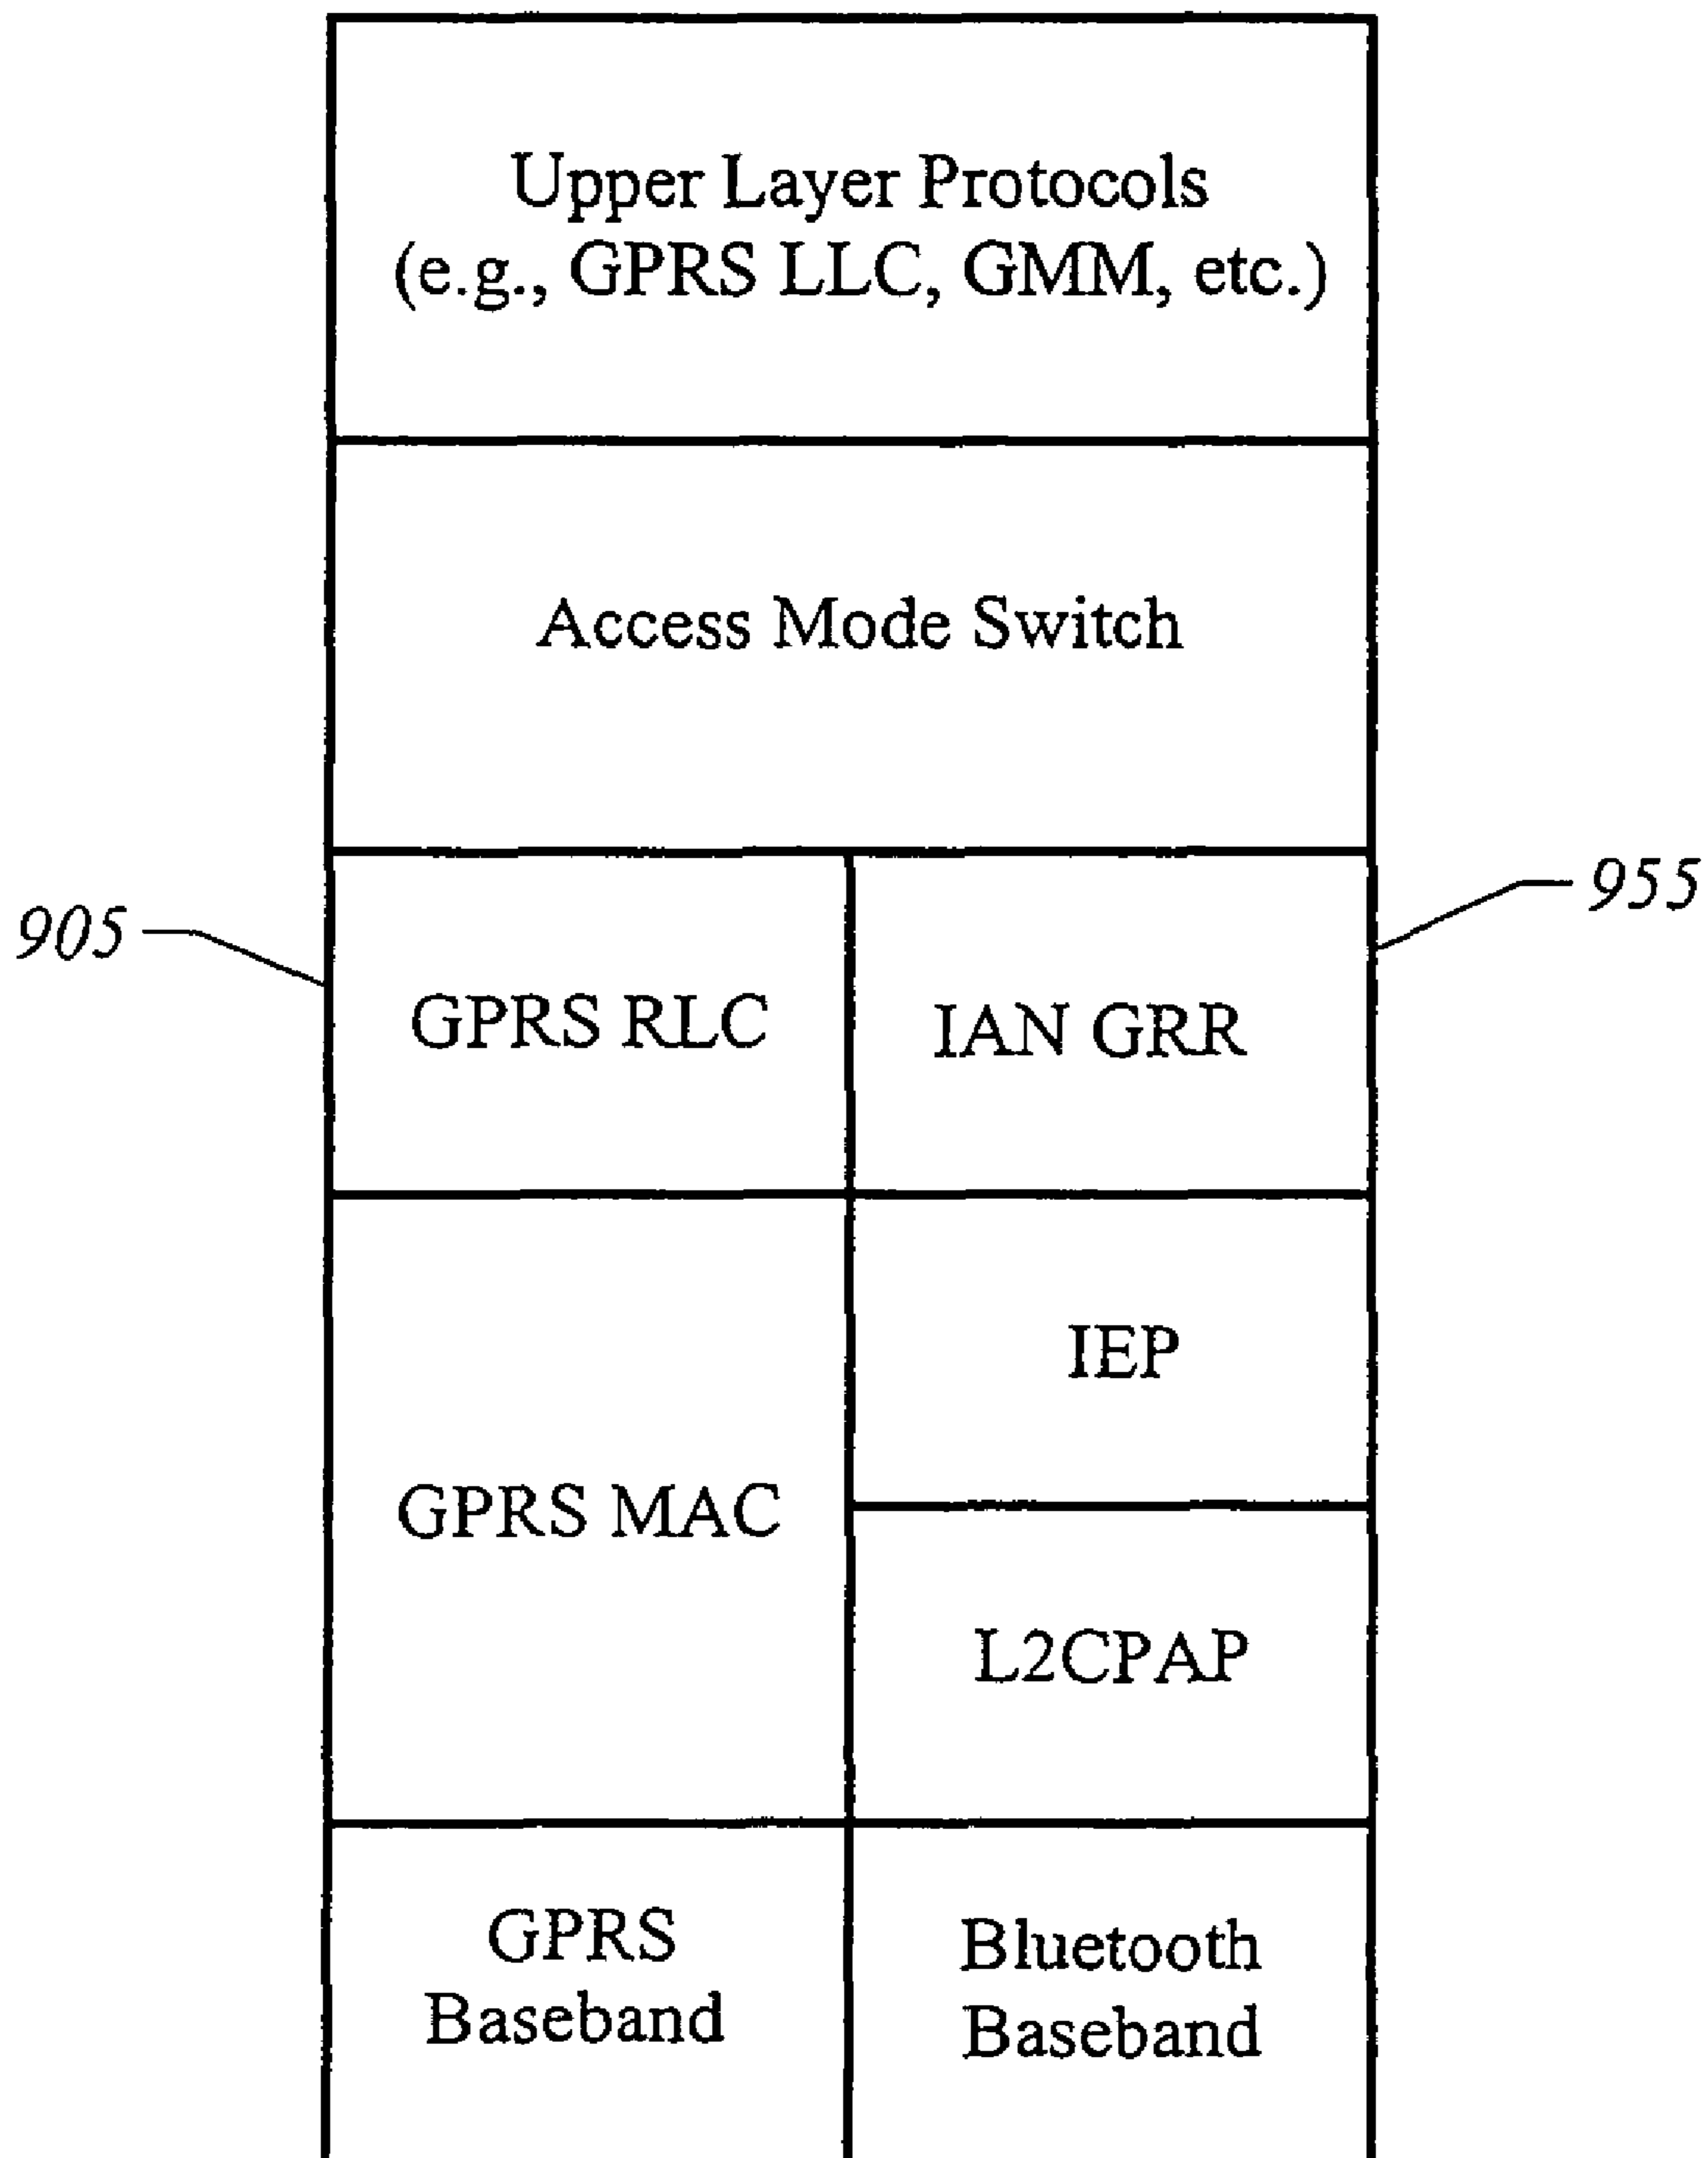 Upper Layer Protocols
(e.g., GPRS LLC, GMM, etc.)
Access Mode Switch
905
955
GPRS RLC
IAN GRR
IEP
GPRS MAC
L2CPAP
GPRS
Baseband
Bluetooth
Baseband